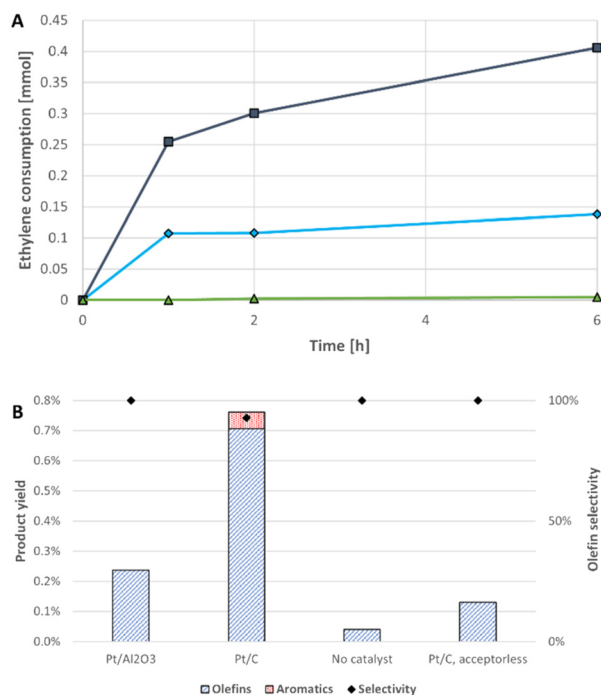 A
0.45
0.4
0.35
0.3
0.25
0.2
0.15
0.1
0.05
0
Ethylene consumption [mmol]
0 2 4 6
Time [h]
B
0.8%
0.7%
0.6%
0.5%
0.4%
0.3%
0.2%
0.1%
0.0%
Product yield
100%
50%
0%
Olefin selectivity
Pt/Al2O3 Pt/C No catalyst Pt/C, acceptorless
Olefins Aromatics Selectivity